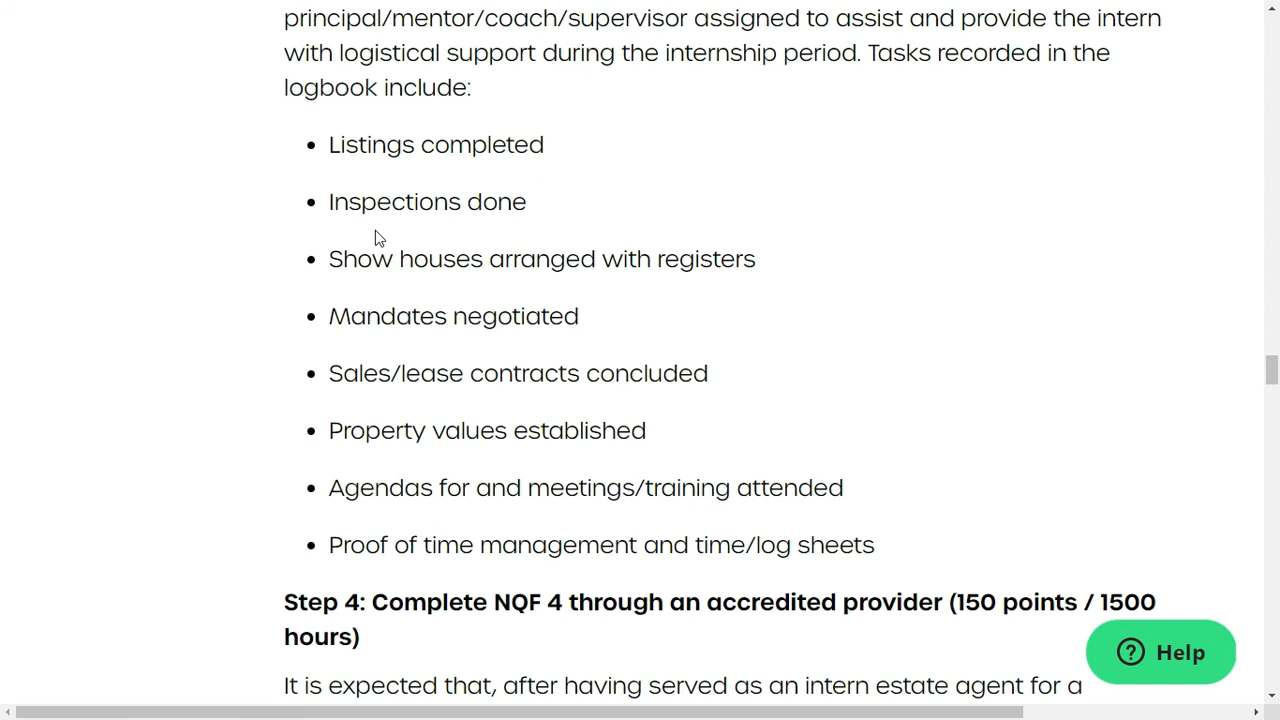 principal/mentor/coach/supervisor assigned to assist and provide the intern
with logistical support during the internship period. Tasks recorded in the
logbook include:
• Listings completed
• Inspections done
• Show houses arranged with registers
• Mandates negotiated
• Sales/lease contracts concluded
• Property values established
• Agendas for and meetings/training attended
• Proof of time management and time/log sheets
Step 4: Complete NQF 4 through an accredited provider (150 points / 1500
hours)
Help
It is expected that, after having served as an intern estate agent for a